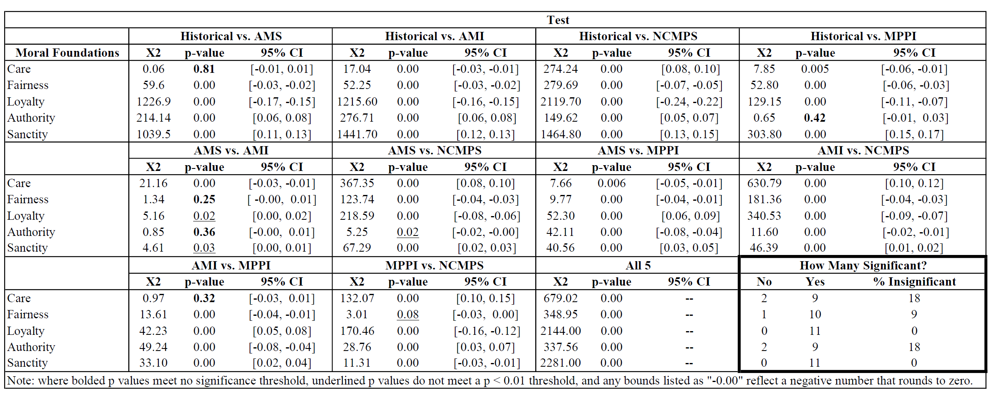 Test
Historical vs. AMS Historical vs. AMI Historical vs. NCMPS Historical vs. MPPI
Moral Foundations X2 p-value 95% CI X2 p-value 95% CI X2 p-value 95% CI X2 p-value 95% CI
Care 0.06 0.81 [-0.01, 0.01] 17.04 0.00 [-0.03, -0.01] 274.24 0.00 [0.08, 0.10] 7.85 0.005 [-0.06, -0.01]
Fairness 59.6 0.00 [-0.03, -0.02] 52.25 0.00 [-0.03, -0.02] 279.69 0.00 [-0.07, -0.05] 52.80 0.00 [-0.06, -0.03]
Loyalty 1226.9 0.00 [-0.17, -0.15] 1215.60 0.00 [-0.16, -0.15] 2119.70 0.00 [-0.24, -0.22] 129.15 0.00 [-0.11, -0.07]
Authority 214.14 0.00 [0.06, 0.08] 276.71 0.00 [0.06, 0.08] 149.62 0.00 [0.05, 0.07] 0.65 0.42 [-0.01, 0.03]
Sanctity 1039.5 0.00 [0.11, 0.13] 1441.70 0.00 [0.12, 0.13] 1464.80 0.00 [0.13, 0.15] 303.80 0.00 [0.15, 0.17]
AMS vs. AMI AMS vs. NCMPS AMS vs. MPPI AMI vs. NCMPS
X2 p-value 95% CI X2 p-value 95% CI X2 p-value 95% CI X2 p-value 95% CI
Care 21.16 0.00 [-0.03, -0.01] 367.35 0.00 [0.08, 0.10] 7.66 0.006 [-0.05, -0.01] 630.79 0.00 [0.10, 0.12]
Fairness 1.34 0.25 [ -0.00, 0.01] 123.74 0.00 [-0.04, -0.03] 9.77 0.00 [-0.04, -0.01] 181.36 0.00 [-0.04, -0.03]
Loyalty 5.16 0.02 [0.00, 0.02] 218.59 0.00 [-0.08, -0.06] 52.30 0.00 [0.06, 0.09] 340.53 0.00 [-0.09, -0.07]
Authority 0.85 0.36 [-0.00, 0.01] 5.25 0.02 [-0.02, -0.00] 42.11 0.00 [-0.08, -0.04] 11.60 0.00 [-0.02, -0.01]
Sanctity 4.61 0.03 [0.00, 0.01] 67.29 0.00 [0.02, 0.03] 40.56 0.00 [0.03, 0.05] 46.39 0.00 [0.01, 0.02]
AMI vs. MPPI MPPI vs. NCMPS All 5 How Many Significant?
X2 p-value 95% CI X2 p-value 95% CI X2 p-value 95% CI No Yes % Insignificant
Care 0.97 0.32 [-0.03, 0.01] 132.07 0.00 [0.10, 0.15] 679.02 0.00 -- 2 9 18
Fairness 13.61 0.00 [-0.04, -0.01] 3.01 0.08 [-0.03, 0.00] 348.95 0.00 -- 1 10 9
Loyalty 42.23 0.00 [0.05, 0.08] 170.46 0.00 [-0.16, -0.12] 2144.00 0.00 -- 0 11 0
Authority 49.24 0.00 [-0.08, -0.04] 28.76 0.00 [0.03, 0.07] 337.56 0.00 -- 2 9 18
Sanctity 33.10 0.00 [0.02, 0.04] 11.31 0.00 [-0.03, -0.01] 2281.00 0.00 -- 0 11 0
Note: where bolded p values meet no significance threshold, underlined p values do not meet a p < 0.01 threshold, and any bounds listed as "-0.00" reflect a negative number that rounds to zero.